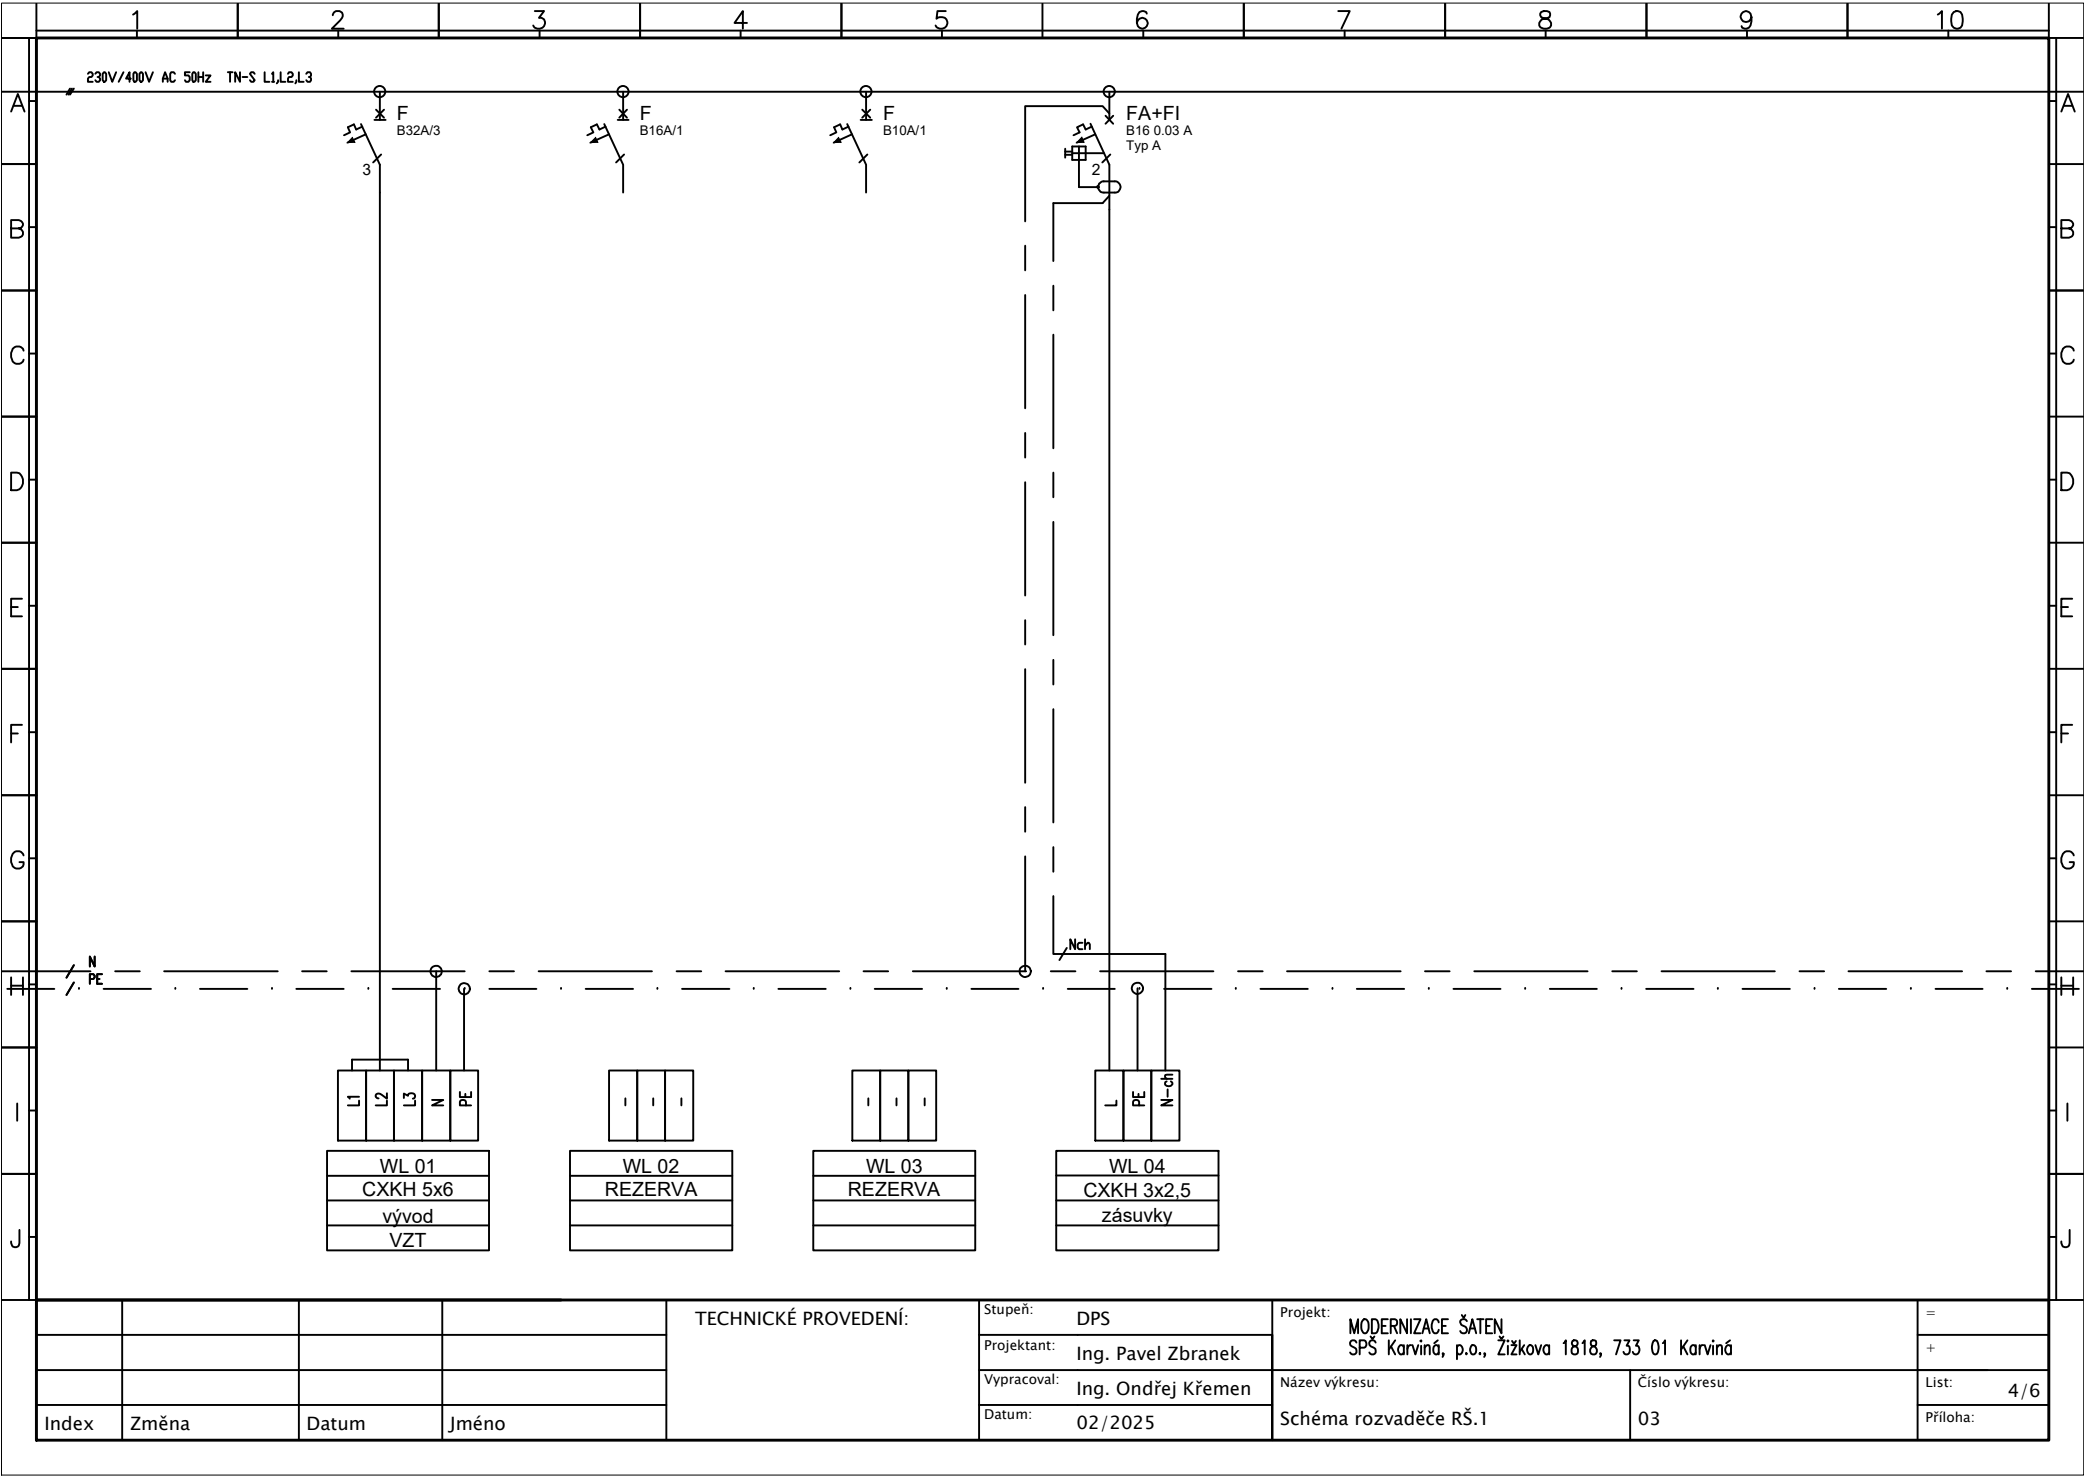 1 2 3 4 5 6 7 8 9 10
230V/400V AC 50Hz TN-S L1,L2,L3
A A
F
B32A/3
3
F
B16A/1
F
B10A/1
FA+FI
B16 0.03 A
Typ A
2
B B
C C
D D
E E
F F
G G
Nch
N
PE
H H
L1 L2 L3 N PE
- - -
- - -
L PE N-ch
I I
WL 01
CXKH 5x6
vývod
VZT
WL 02
REZERVA
WL 03
REZERVA
WL 04
CXKH 3x2,5
zásuvky
J J
Index Změna Datum Jméno
TECHNICKÉ PROVEDENÍ:
Stupeň: DPS
Projektant: Ing. Pavel Zbranek
Vypracoval: Ing. Ondřej Křemen
Datum: 02/2025
Projekt:
MODERNIZACE ŠATEN
SPŠ Karviná, p.o., Žižkova 1818, 733 01 Karviná
Název výkresu:
Schéma rozvaděče RŠ.1
Číslo výkresu:
03
=
+
List: 4/6
Příloha: